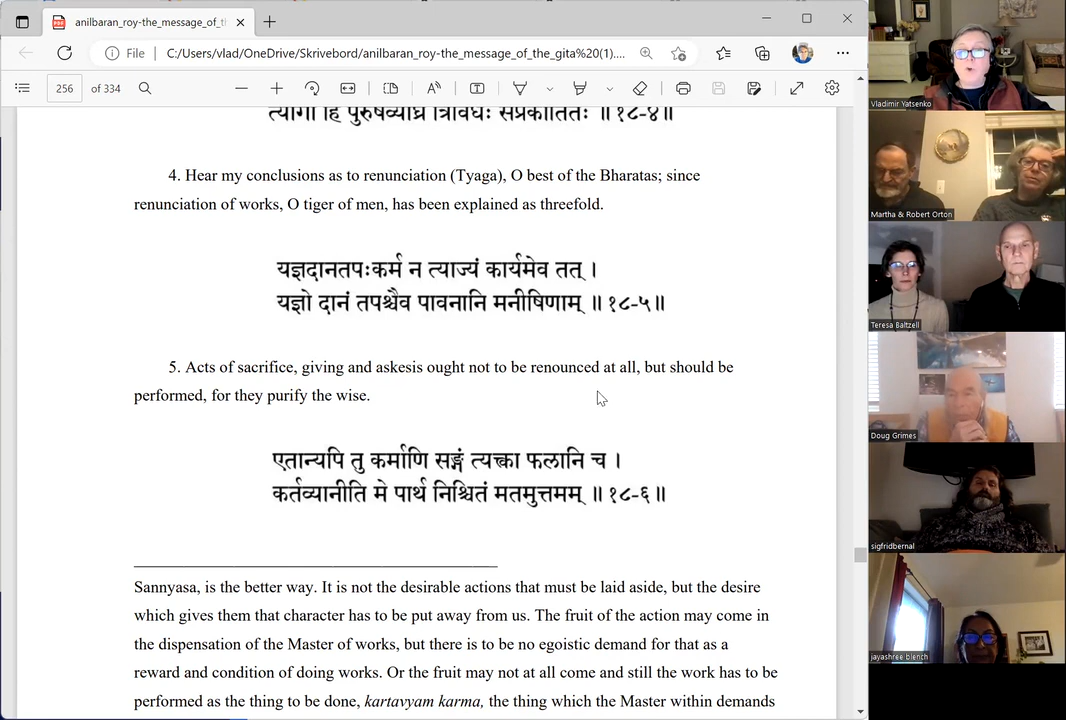 anilbaran_roy-the_message_of_th
File
C:/Users/vlad/OneDrive/Skrivebord/anilbaran_roy-the_message_of_the_gita%20(1)....
256 of 334
त्यागो हि पुरुषव्याघ्र त्रिविधः संप्रकीर्तितः ॥१८-४॥
4. Hear my conclusions as to renunciation (Tyaga), O best of the Bharatas; since
renunciation of works, O tiger of men, has been explained as threefold.
यज्ञदानतपःकर्म न त्याज्यं कार्यमेव तत् ।
यज्ञो दानं तपश्चैव पावनानि मनीषिणाम् ॥१८-५॥
5. Acts of sacrifice, giving and askesis ought not to be renounced at all, but should be
performed, for they purify the wise.
एतान्यपि तु कर्माणि सङ्गं त्यक्त्वा फलानि च ।
कर्तव्यानीति मे पार्थ निश्चितं मतमुत्तमम् ॥१८-६॥
Sannyasa, is the better way. It is not the desirable actions that must be laid aside, but the desire
which gives them that character has to be put away from us. The fruit of the action may come in
the dispensation of the Master of works, but there is to be no egoistic demand for that as a
reward and condition of doing works. Or the fruit may not at all come and still the work has to be
performed as the thing to be done, kartavyam karma, the thing which the Master within demands
Vladimir Yatsenko
Martha & Robert Orton
Teresa Baltzell
Doug Grimes
sigfridbernal
jayashree blench